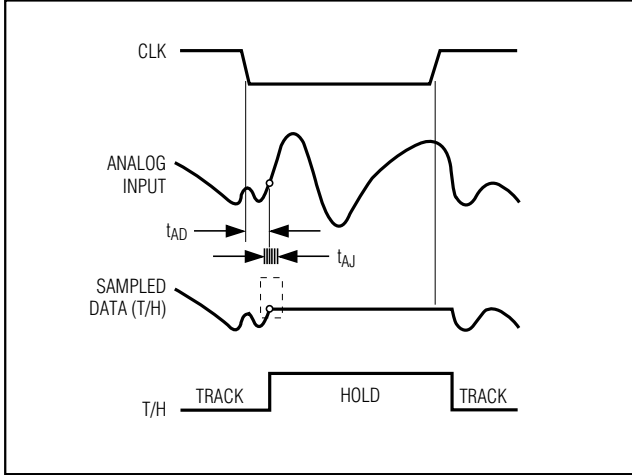 CLK
ANALOG
INPUT
tAD
tAJ
SAMPLED
DATA (T/H)
T/H
TRACK
HOLD
TRACK